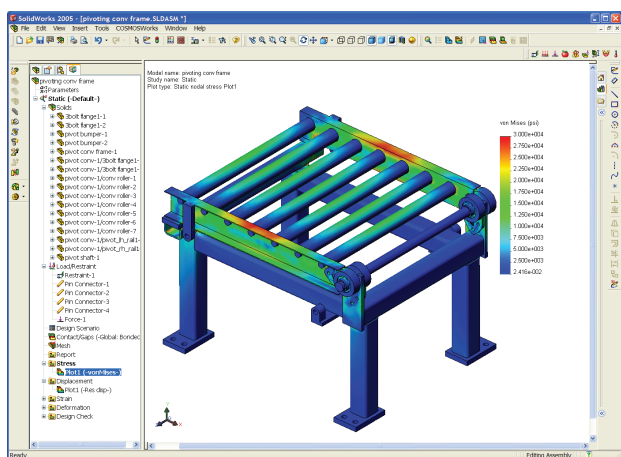 SolidWorks 2005 - [pivoting conv frame.SLDASM *]
File Edit View Insert Tools COSMOSWorks Window Help
pivoting conv frame
Parameters
Static (-Default-)
Solids
3bolt flange1-1
3bolt flange1-2
pivot bumper-1
pivot bumper-2
pivot conv frame-1
pivot conv-1/3bolt flange1-
pivot conv-1/3bolt flange1-
pivot conv-1/conv roller-1
pivot conv-1/conv roller-2
pivot conv-1/conv roller-3
pivot conv-1/conv roller-4
pivot conv-1/conv roller-5
pivot conv-1/conv roller-6
pivot conv-1/conv roller-7
pivot conv-1/pivot_lh_rail1-
pivot conv-1/pivot_rh_rail1-
pivot shaft-1
Load/Restraint
Restraint-1
Pin Connector-1
Pin Connector-2
Pin Connector-3
Pin Connector-4
Force-1
Design Scenario
Contact/Gaps (-Global: Bonded
Mesh
Report
Stress
Plot1 (-vonMises-)
Displacement
Plot1 (-Res disp-)
Strain
Deformation
Design Check
Model name: pivoting conv frame
Study name: Static
Plot type: Static nodal stress Plot1
von Mises (psi)
3.000e+004
2.750e+004
2.500e+004
2.250e+004
2.000e+004
1.750e+004
1.500e+004
1.250e+004
1.000e+004
7.500e+003
5.000e+003
2.500e+003
2.416e-002
Ready
Editing Assembly